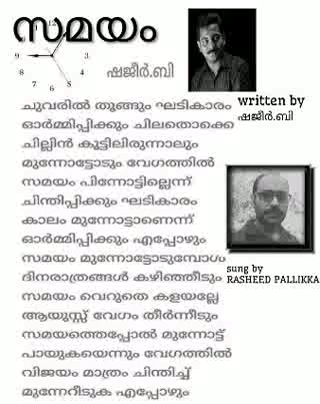 സമയം
ഷജീർ.ബി
written by
ഷജീർ.ബി
ചുവരിൽ തൂങ്ങും ഘടികാരം
ഓർമ്മിപ്പിക്കും ചിലതൊക്കെ
ചില്ലിൻ കൂട്ടിലിരുന്നാലും
മുന്നോട്ടോടും വേഗത്തിൽ
സമയം പിന്നോട്ടില്ലെന്ന്
ചിന്തിപ്പിക്കും ഘടികാരം
കാലം മുന്നോട്ടാണെന്ന്
ഓർമ്മിപ്പിക്കും എപ്പോഴും
സമയം മുന്നോട്ടോടുമ്പോൾ
ദിനരാത്രങ്ങൾ കഴിഞ്ഞീടും
സമയം വെറുതെ കളയല്ലേ
ആയുസ്സ് വേഗം തീർന്നീടും
സമയത്തെപ്പോൽ മുന്നോട്ട്
പായുകയെന്നും വേഗത്തിൽ
വിജയം മാത്രം ചിന്തിച്ച്
മുന്നേറീടുക എപ്പോഴും
sung by
RASHEED PALLIKKA